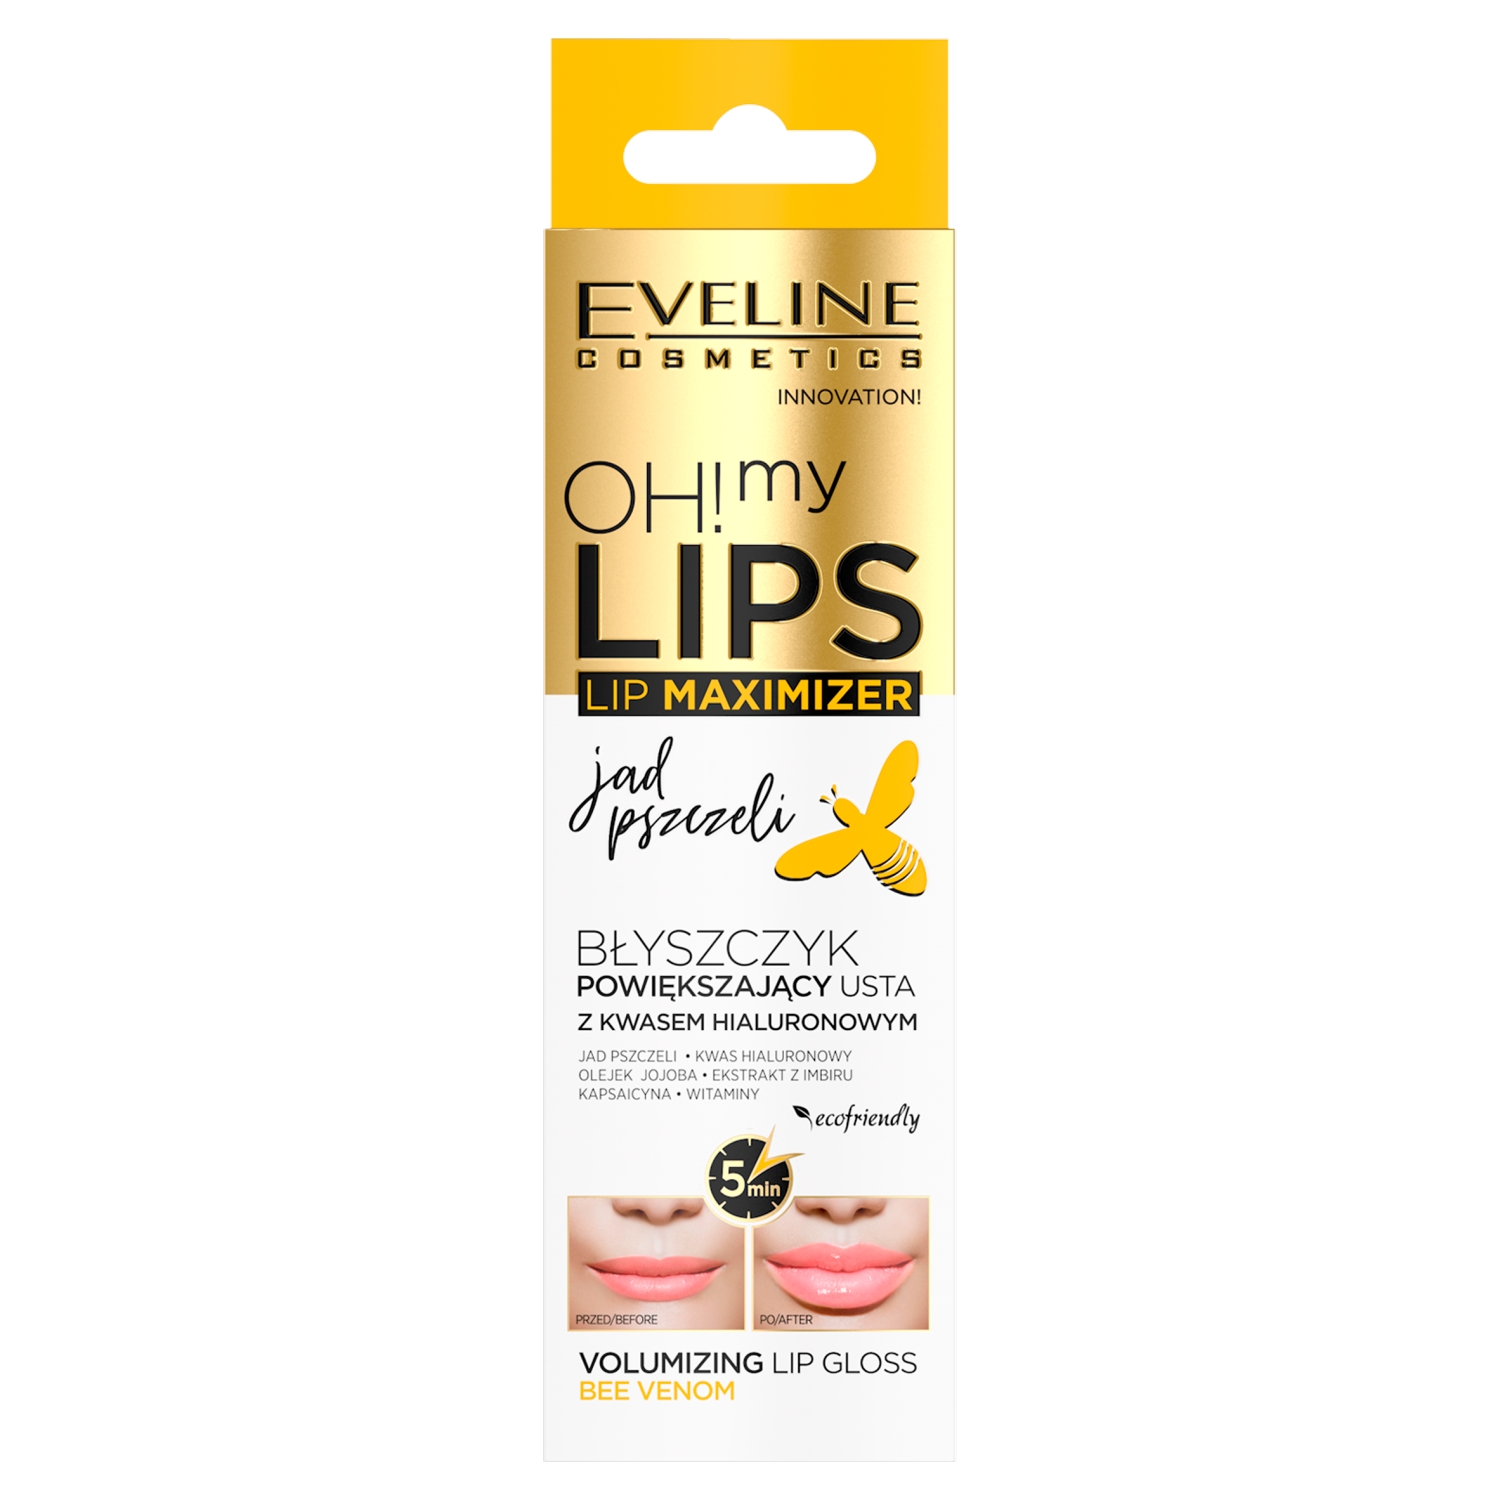 EVELINE
COSMETICS
INNOVATION!
OH! my
LIPS
LIP MAXIMIZER
jad
pszczeli
BŁYSZCZYK
POWIĘKSZAJĄCY USTA
Z KWASEM HIALURONOWYM
JAD PSZCZELI • KWAS HIALURONOWY
OLEJEK JOJOBA • EKSTRAKT Z IMBIRU
KAPSAICYNA • WITAMINY
ecofriendly
5 min
PRZED/BEFORE
PO/AFTER
VOLUMIZING LIP GLOSS
BEE VENOM